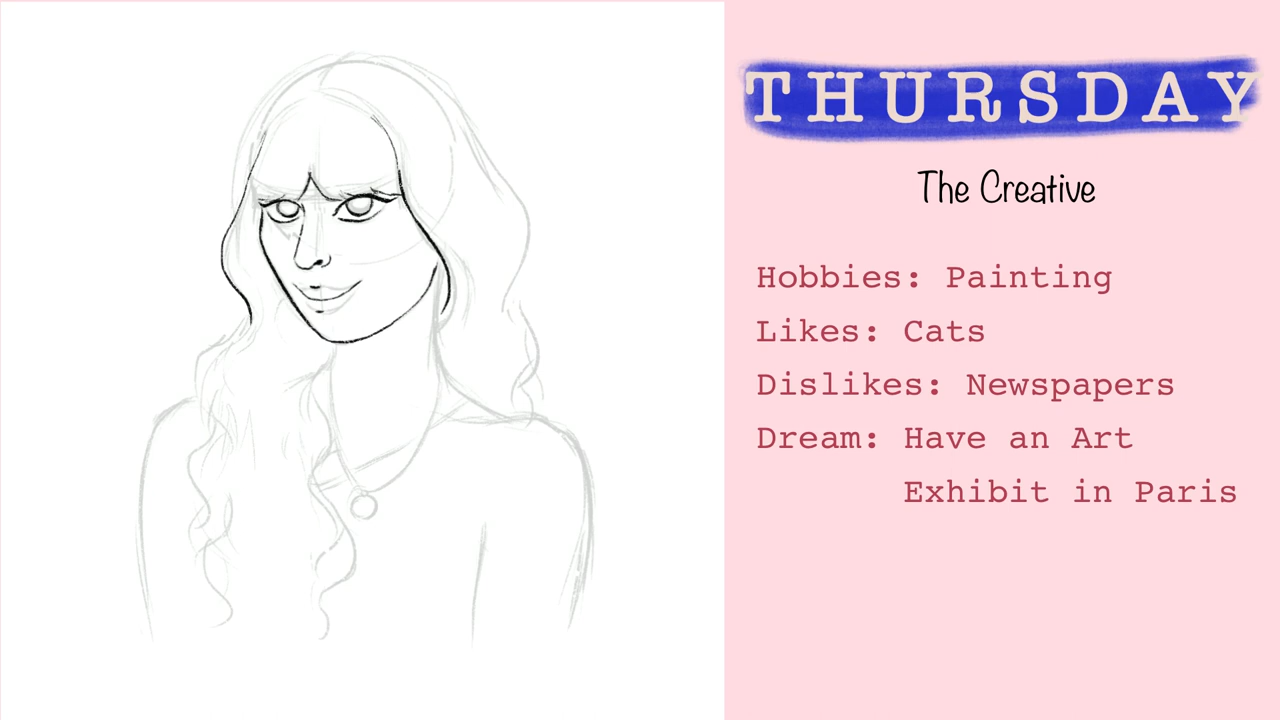 THURSDAY
The Creative
Hobbies: Painting
Likes: Cats
Dislikes: Newspapers
Dream: Have an Art
Exhibit in Paris